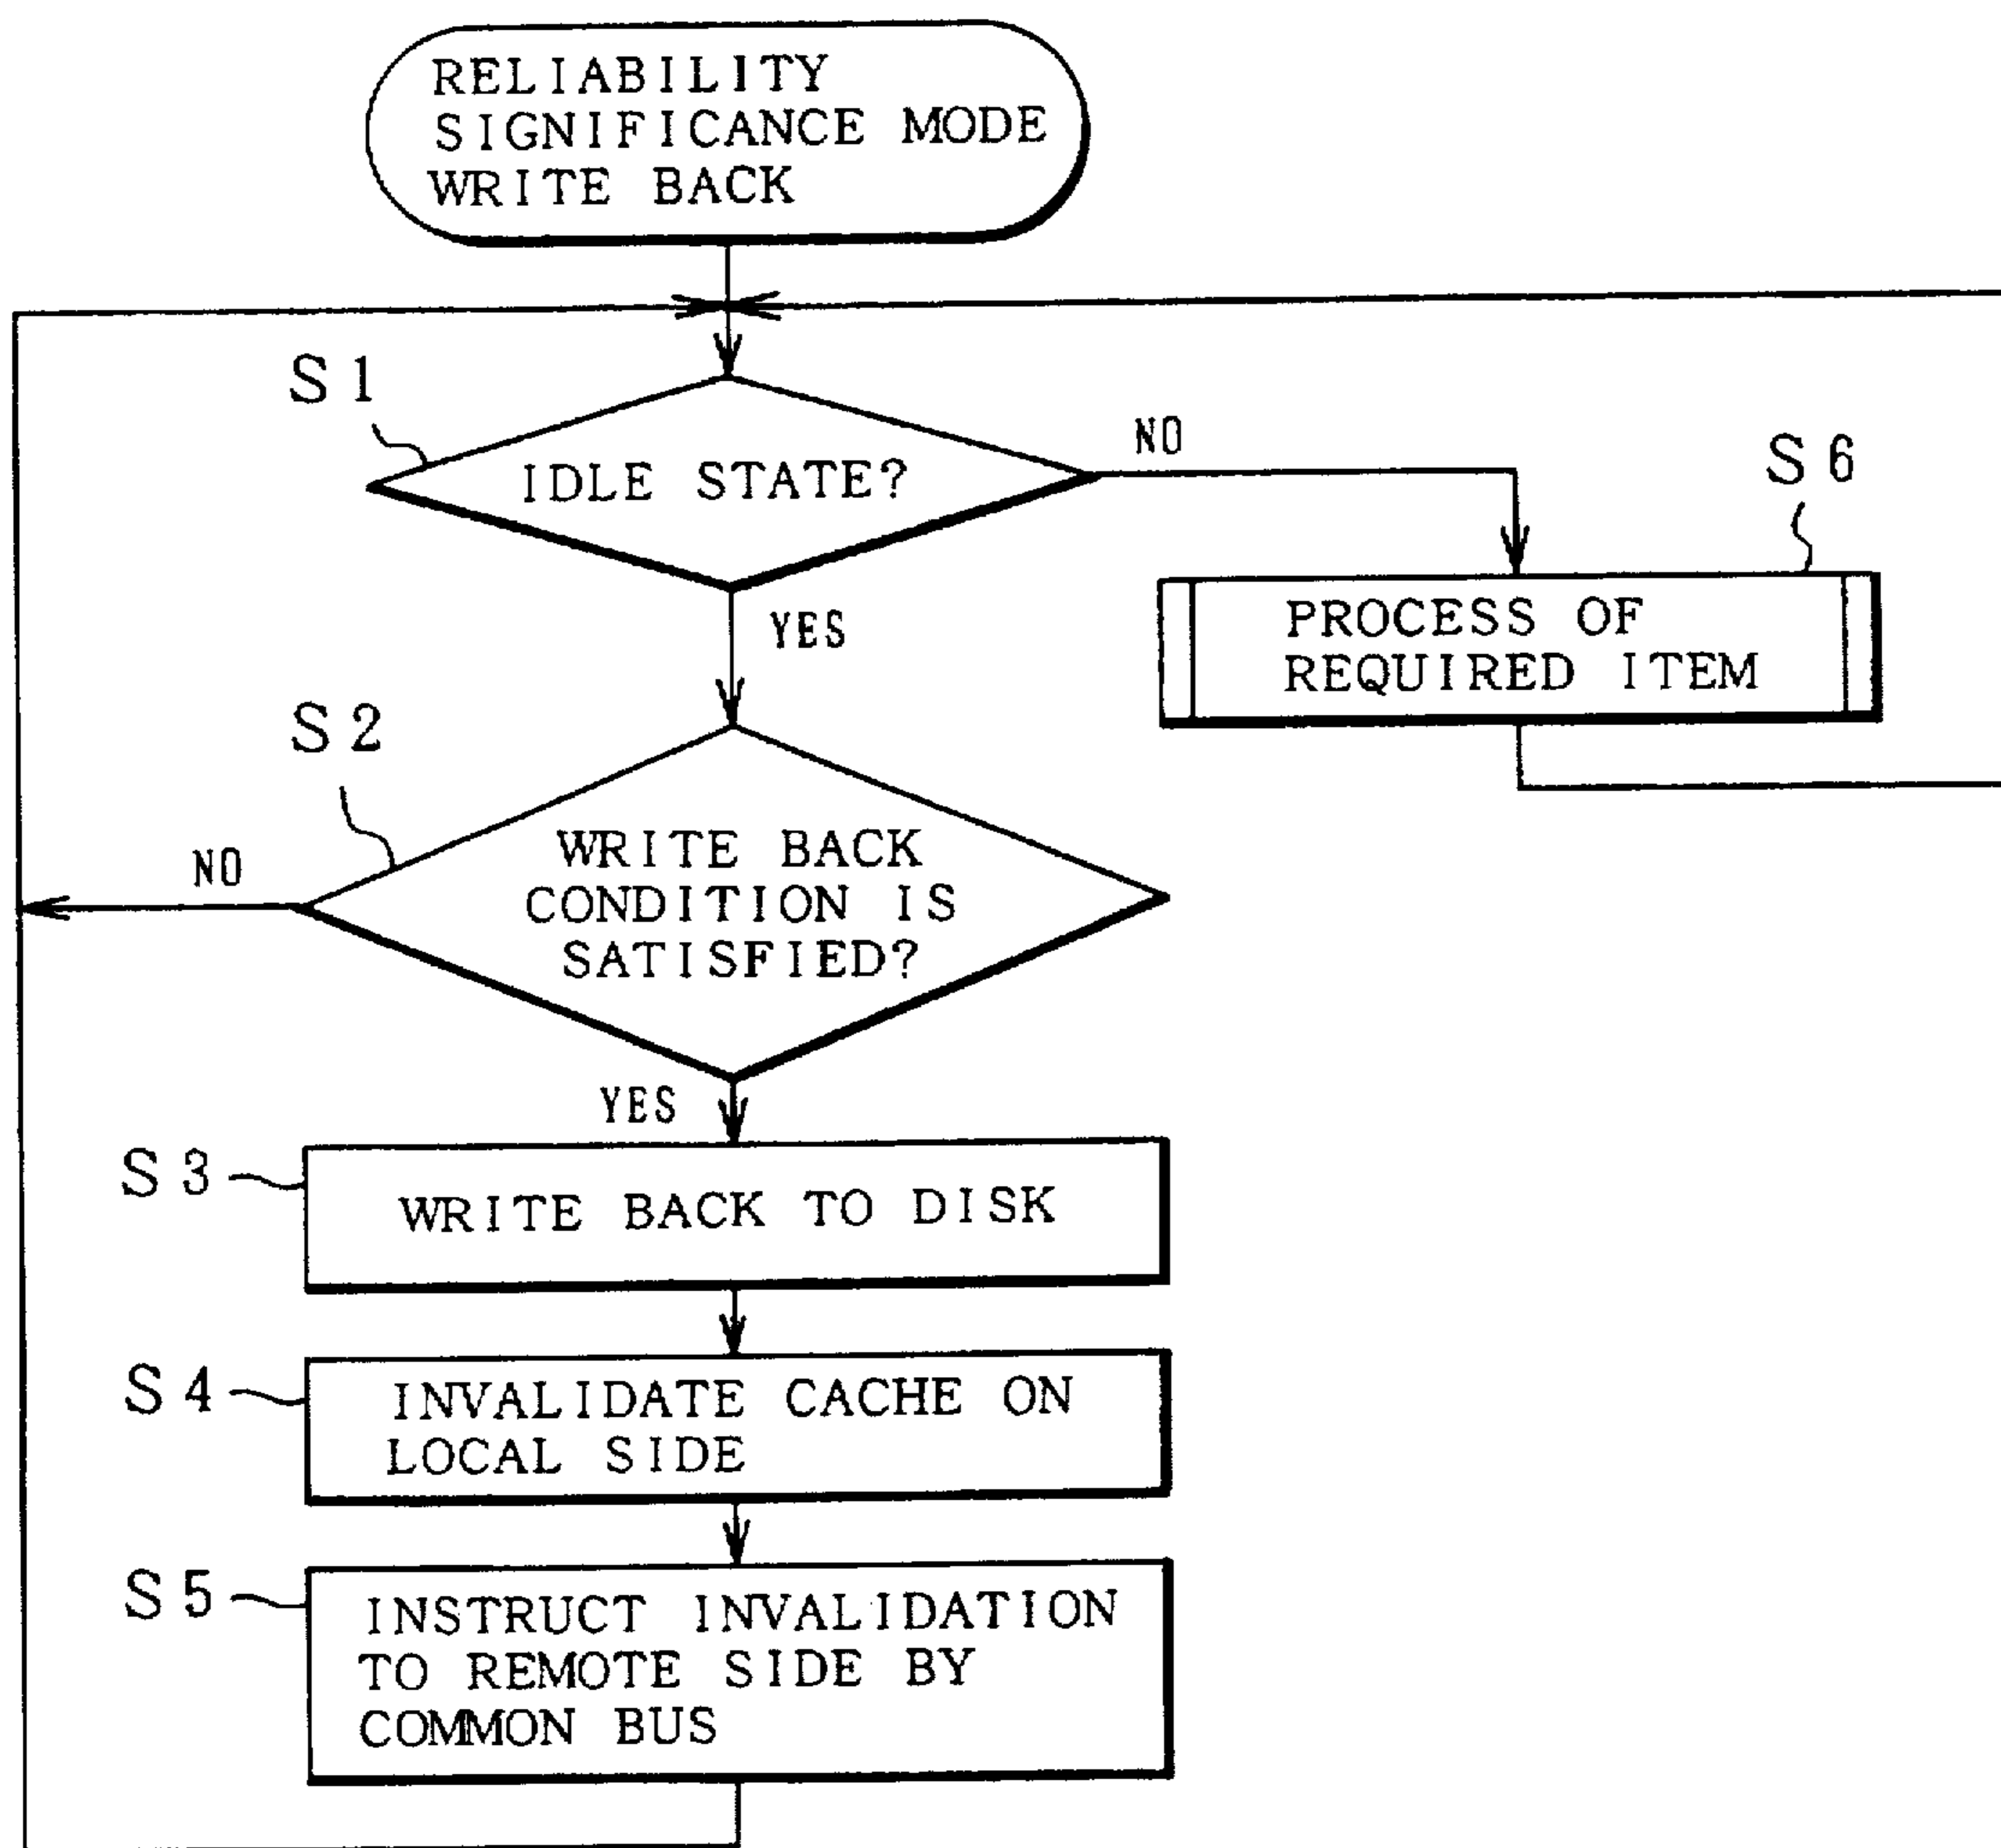 RELIABILITY
SIGNIFICANCE MODE
WRITE BACK
S1
IDLE STATE?
NO
YES
S6
PROCESS OF
REQUIRED ITEM
S2
WRITE BACK
CONDITION IS
SATISFIED?
NO
YES
S3
WRITE BACK TO DISK
S4
INVALIDATE CACHE ON
LOCAL SIDE
S5
INSTRUCT INVALIDATION
TO REMOTE SIDE BY
COMMON BUS